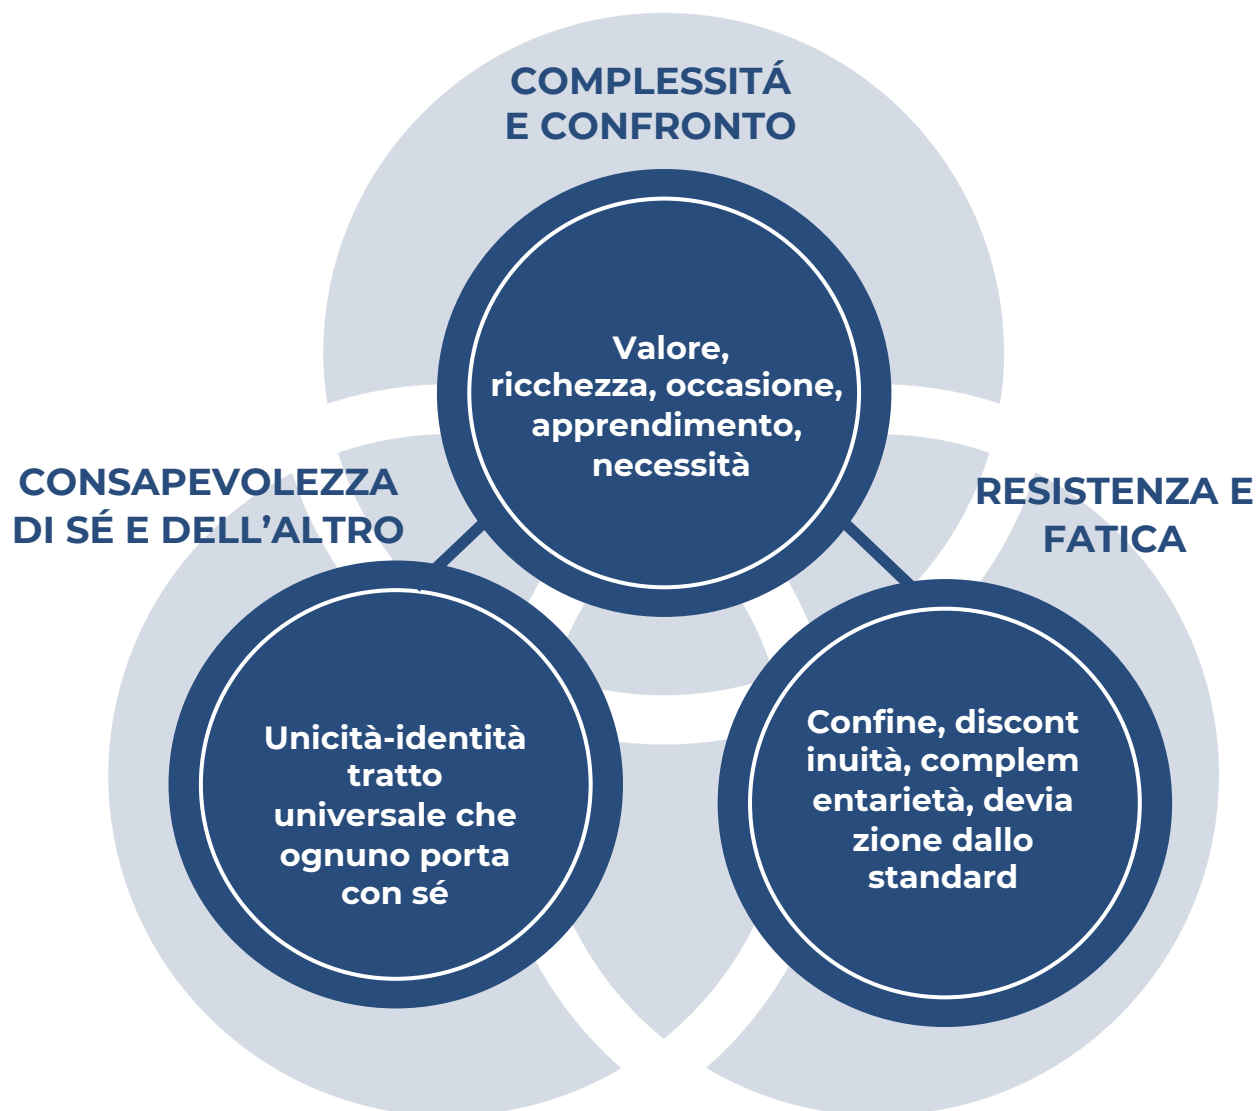 COMPLESSITÁ
E CONFRONTO
Valore,
ricchezza, occasione,
apprendimento,
necessità
CONSAPEVOLEZZA
DI SÉ E DELL’ALTRO
RESISTENZA E
FATICA
Unicità-identità
tratto
universale che
ognuno porta
con sé
Confine, discont
inuità, complem
entarietà, devia
zione dallo
standard